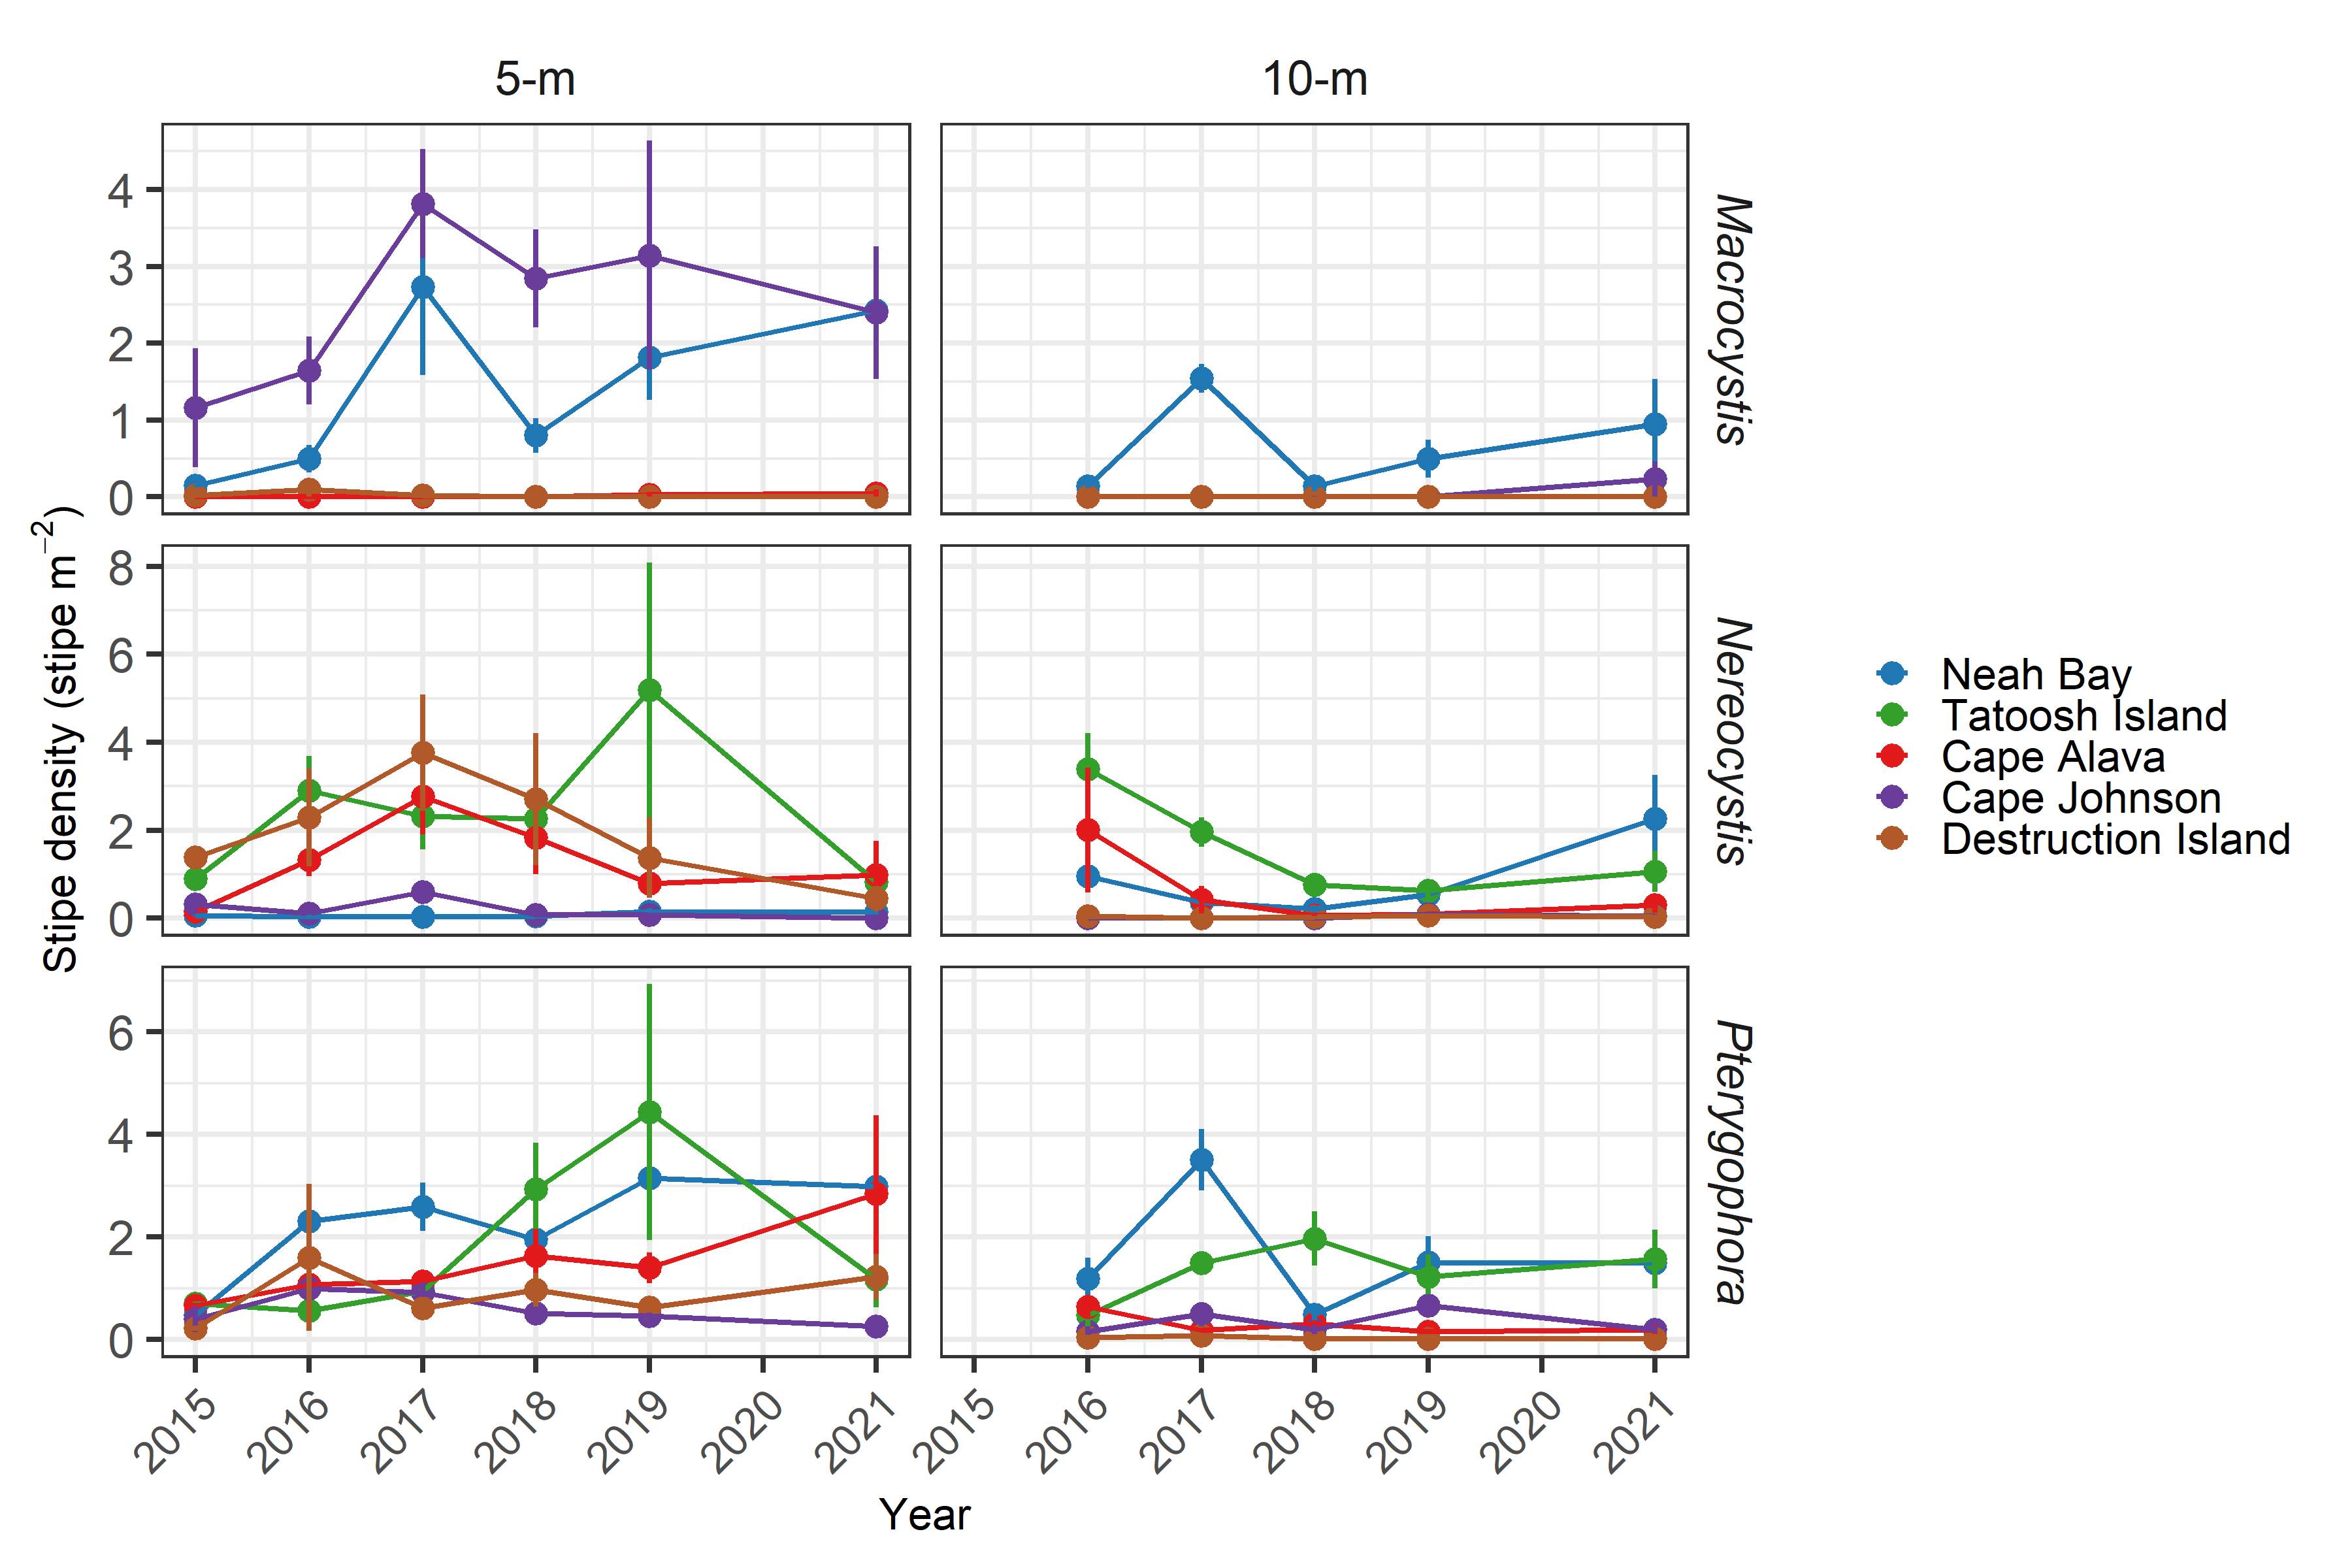 5-m
10-m
4
3
2
1
0
Macrocystis
8
6
4
2
0
Nereocystis
6
4
2
0
Pterygophora
Stipe density (stipe m⁻²)
2015
2016
2017
2018
2019
2020
2021
2015
2016
2017
2018
2019
2020
2021
Year
Neah Bay
Tatoosh Island
Cape Alava
Cape Johnson
Destruction Island